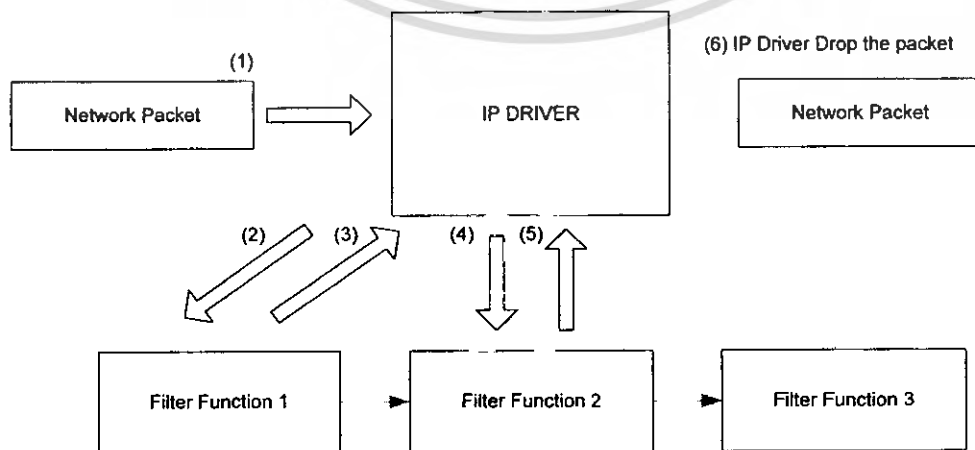 (1)
(6) IP Driver Drop the packet
Network Packet
IP DRIVER
Network Packet
(2)
(3)
(4)
(5)
Filter Function 1
Filter Function 2
Filter Function 3